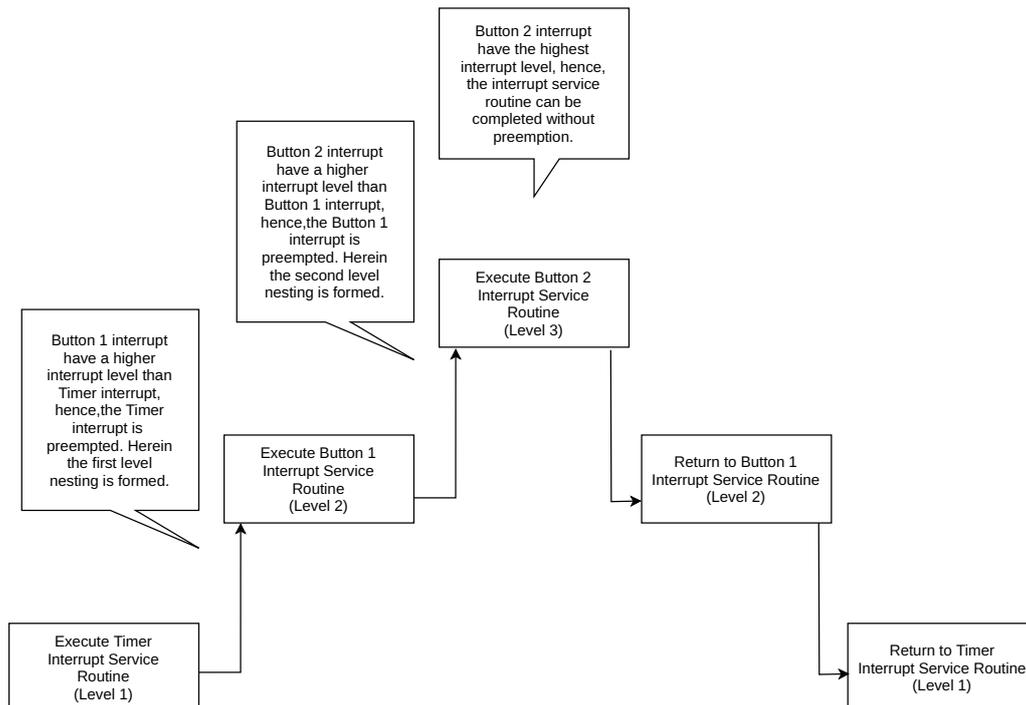 Button 2 interrupt
have the highest
interrupt level, hence,
the interrupt service
routine can be
completed without
preemption.
Button 2 interrupt
have a higher
interrupt level than
Button 1 interrupt,
hence,the Button 1
interrupt is
preempted. Herein
the second level
nesting is formed.
Button 1 interrupt
have a higher
interrupt level than
Timer interrupt,
hence,the Timer
interrupt is
preempted. Herein
the first level
nesting is formed.
Execute Button 2
Interrupt Service
Routine
(Level 3)
Execute Button 1
Interrupt Service
Routine
(Level 2)
Return to Button 1
Interrupt Service Routine
(Level 2)
Execute Timer
Interrupt Service
Routine
(Level 1)
Return to Timer
Interrupt Service Routine
(Level 1)